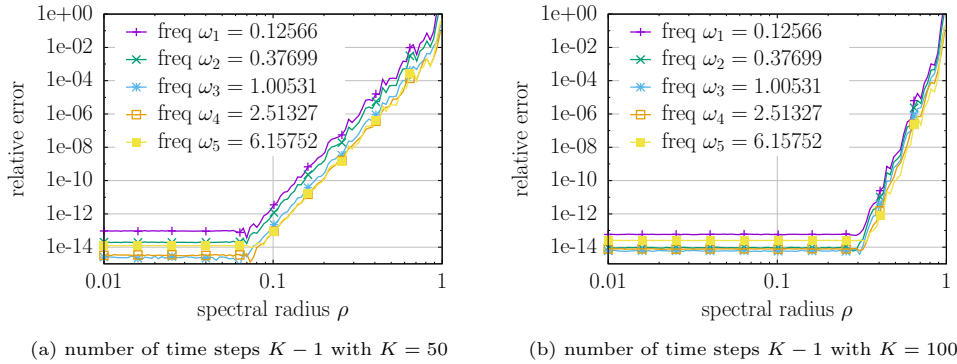 1e+00
1e-02
1e-04
1e-06
1e-08
1e-10
1e-12
1e-14
relative error
freq ω1 = 0.12566
freq ω2 = 0.37699
freq ω3 = 1.00531
freq ω4 = 2.51327
freq ω5 = 6.15752
0.01 0.1 1
spectral radius ρ
(a) number of time steps K − 1 with K = 50
1e+00
1e-02
1e-04
1e-06
1e-08
1e-10
1e-12
1e-14
relative error
freq ω1 = 0.12566
freq ω2 = 0.37699
freq ω3 = 1.00531
freq ω4 = 2.51327
freq ω5 = 6.15752
0.01 0.1 1
spectral radius ρ
(b) number of time steps K − 1 with K = 100